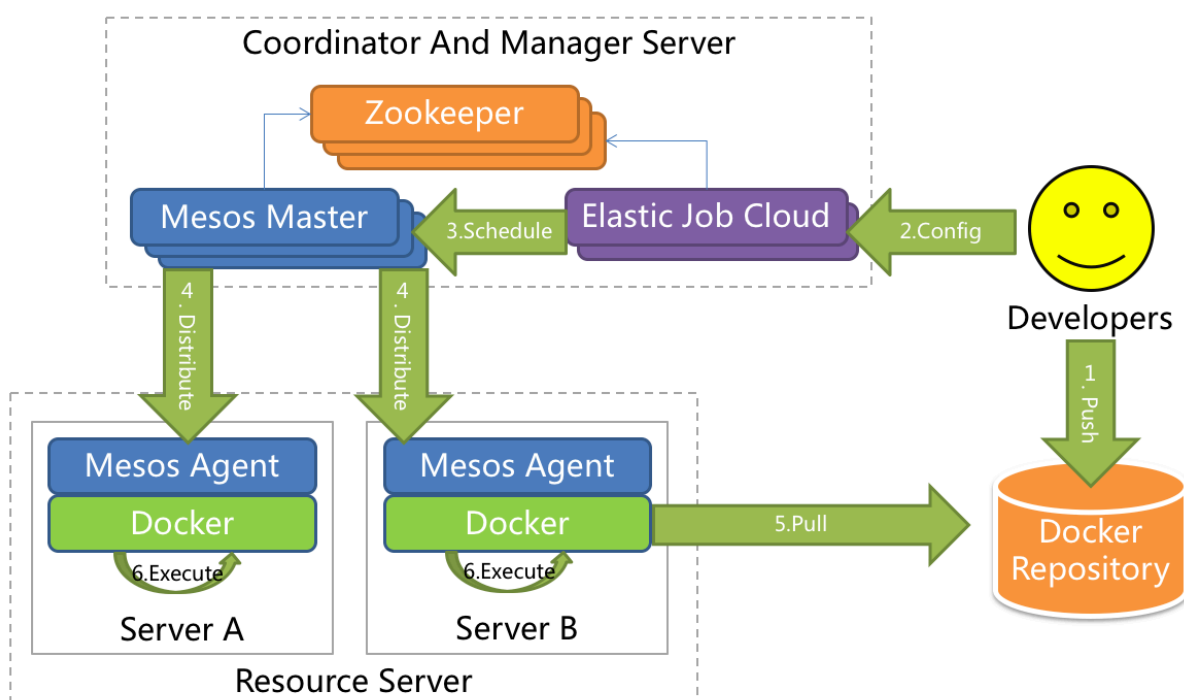 Coordinator And Manager Server
Zookeeper
Mesos Master
3.Schedule
Elastic Job Cloud
2.Config
Developers
4. Distribute
4. Distribute
1. Push
Mesos Agent
Docker
6.Execute
Server A
Mesos Agent
Docker
6.Execute
Server B
5.Pull
Docker
Repository
Resource Server